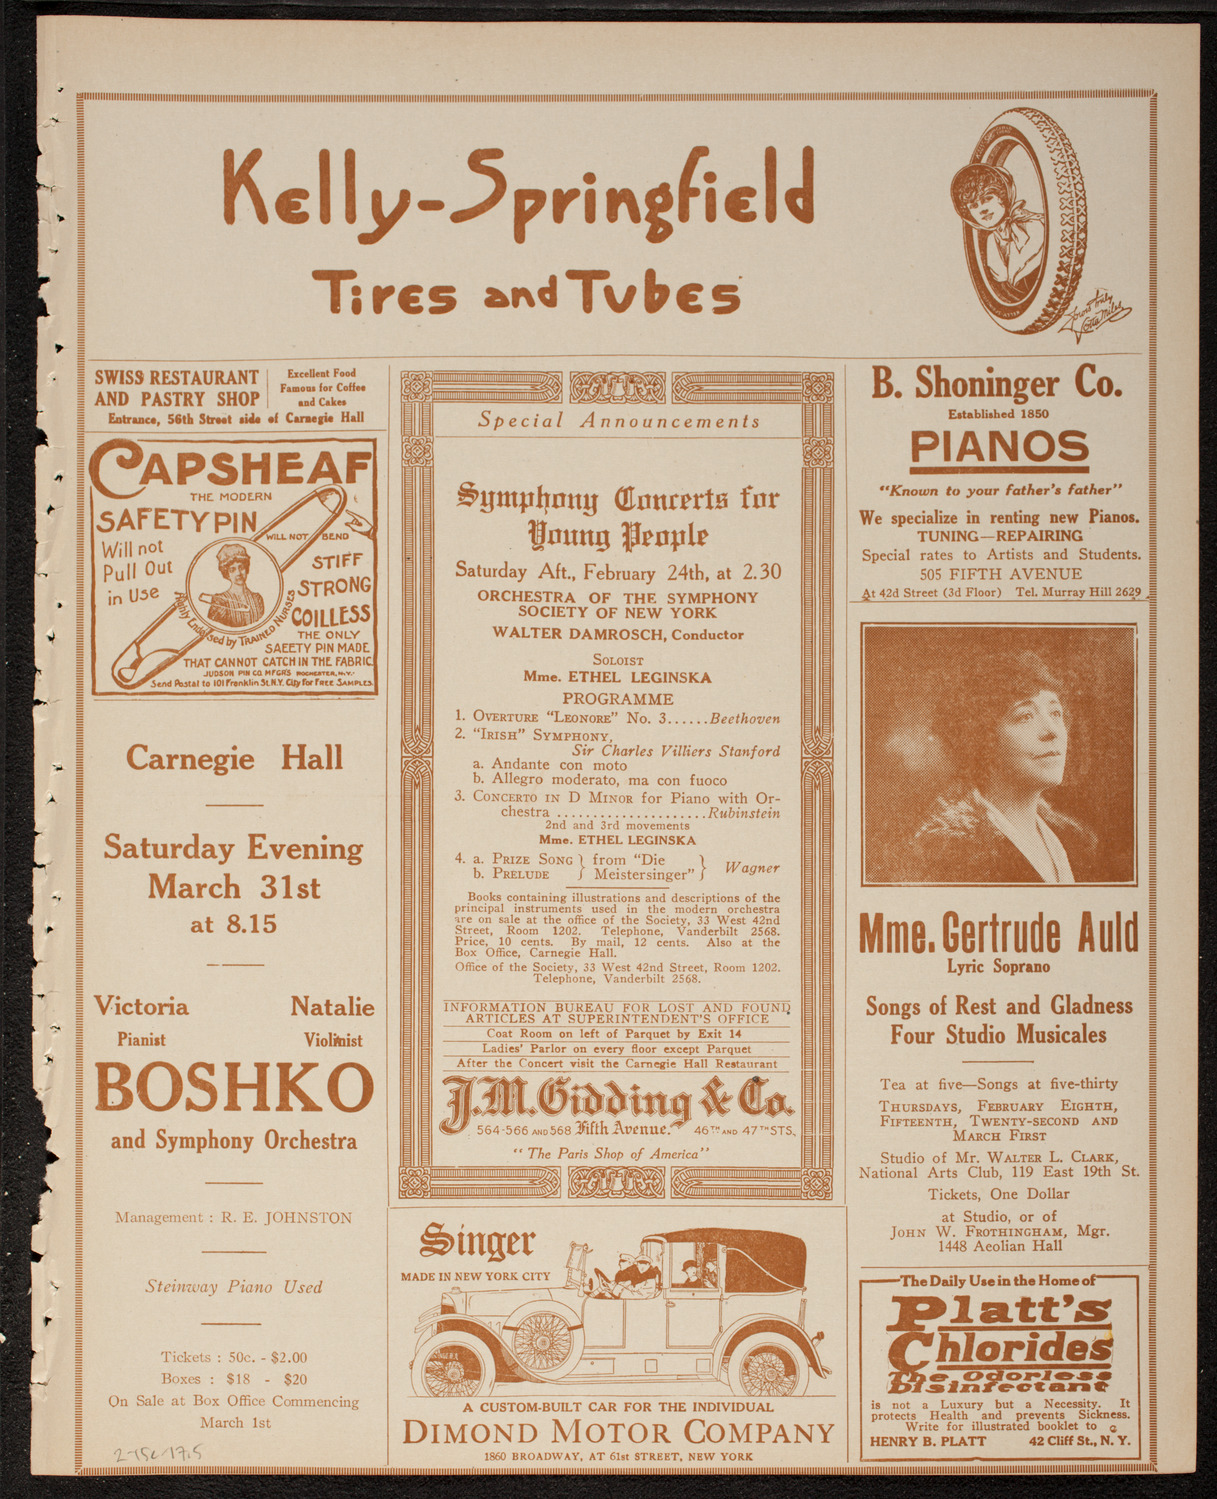 Kelly-Springfield
Tires and Tubes
Yours truly
Lotta Miles
SWISS RESTAURANT
AND PASTRY SHOP
Excellent Food
Famous for Coffee
and Cakes
Entrance, 56th Street side of Carnegie Hall
CAPSHEAF
THE MODERN
SAFETY PIN
WILL NOT BEND
Will not
Pull Out
in Use
STIFF
STRONG
COILLESS
Highly Endorsed by TRAINED NURSES
THE ONLY
SAFETY PIN MADE
THAT CANNOT CATCH IN THE FABRIC
JUDSON PIN CO. MFGRS ROCHESTER, N.Y.
Send Postal to 101 Franklin St. N.Y. City For FREE SAMPLES.
Carnegie Hall
Saturday Evening
March 31st
at 8.15
Victoria Natalie
Pianist Violinist
BOSHKO
and Symphony Orchestra
Management : R. E. JOHNSTON
Steinway Piano Used
Tickets : 50c. - $2.00
Boxes : $18 - $20
On Sale at Box Office Commencing
March 1st
2-15c-17.5
Special Announcements
Symphony Concerts for
Young People
Saturday Aft., February 24th, at 2.30
ORCHESTRA OF THE SYMPHONY
SOCIETY OF NEW YORK
WALTER DAMROSCH, Conductor
SOLOIST
Mme. ETHEL LEGINSKA
PROGRAMME
1. OVERTURE "LEONORE" No. 3......Beethoven
2. "IRISH" SYMPHONY,
Sir Charles Villiers Stanford
a. Andante con moto
b. Allegro moderato, ma con fuoco
3. CONCERTO IN D MINOR for Piano with Or-
chestra .....................Rubinstein
2nd and 3rd movements
Mme. ETHEL LEGINSKA
4. a. PRIZE SONG } from "Die } Wagner
b. PRELUDE } Meistersinger" }
Books containing illustrations and descriptions of the
principal instruments used in the modern orchestra
are on sale at the office of the Society, 33 West 42nd
Street, Room 1202. Telephone, Vanderbilt 2568.
Price, 10 cents. By mail, 12 cents. Also at the
Box Office, Carnegie Hall.
Office of the Society, 33 West 42nd Street, Room 1202.
Telephone, Vanderbilt 2568.
INFORMATION BUREAU FOR LOST AND FOUND
ARTICLES AT SUPERINTENDENT'S OFFICE
Coat Room on left of Parquet by Exit 14
Ladies' Parlor on every floor except Parquet
After the Concert visit the Carnegie Hall Restaurant
J. M. Gidding & Co.
564-566 AND 568 Fifth Avenue. 46TH AND 47TH STS.
"The Paris Shop of America"
Singer
MADE IN NEW YORK CITY
A CUSTOM-BUILT CAR FOR THE INDIVIDUAL
DIMOND MOTOR COMPANY
1860 BROADWAY, AT 61st STREET, NEW YORK
B. Shoninger Co.
Established 1850
PIANOS
"Known to your father's father"
We specialize in renting new Pianos.
TUNING—REPAIRING
Special rates to Artists and Students.
505 FIFTH AVENUE
At 42d Street (3d Floor) Tel. Murray Hill 2629
Mme. Gertrude Auld
Lyric Soprano
Songs of Rest and Gladness
Four Studio Musicales
Tea at five—Songs at five-thirty
THURSDAYS, FEBRUARY EIGHTH,
FIFTEENTH, TWENTY-SECOND AND
MARCH FIRST
Studio of Mr. WALTER L. CLARK,
National Arts Club, 119 East 19th St.
Tickets, One Dollar
at Studio, or of
JOHN W. FROTHINGHAM, Mgr.
1448 Aeolian Hall
The Daily Use in the Home of
Platt's
Chlorides
The Odorless
Disinfectant
is not a Luxury but a Necessity. It
protects Health and prevents Sickness.
Write for illustrated booklet to
HENRY B. PLATT 42 Cliff St., N. Y.